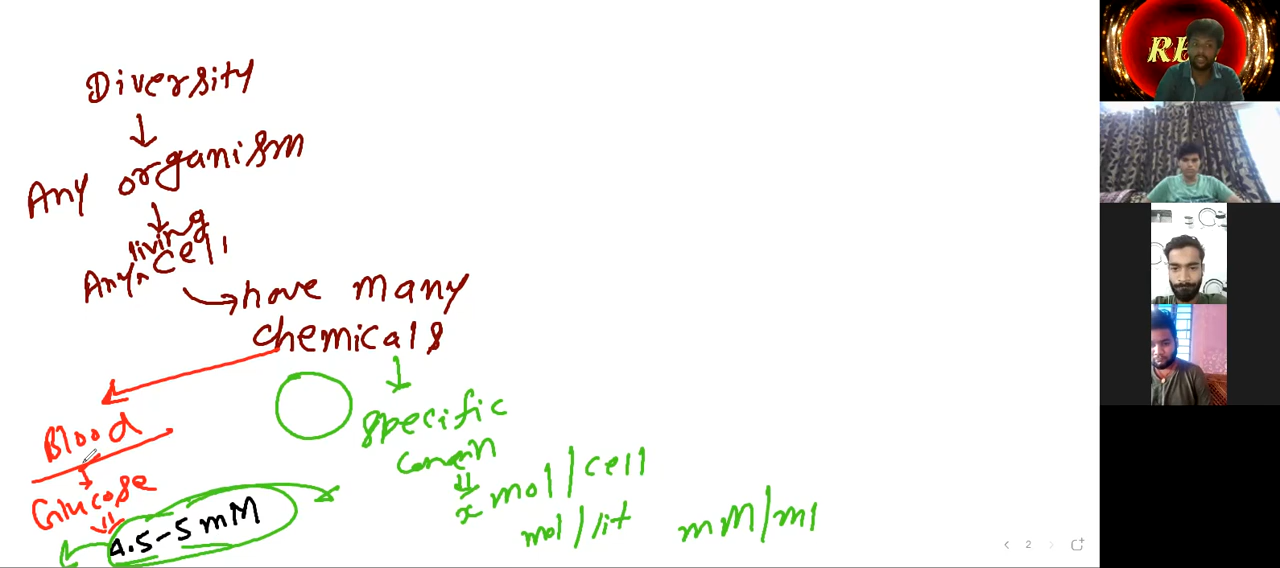 Diversity
↓
Any organism
↓
living
Any ^ cell,
→ have many
chemicals
↓
Specific
Blood
Glucose
4.5-5 mM
x mol/cell
mol/lit mM/ml
2